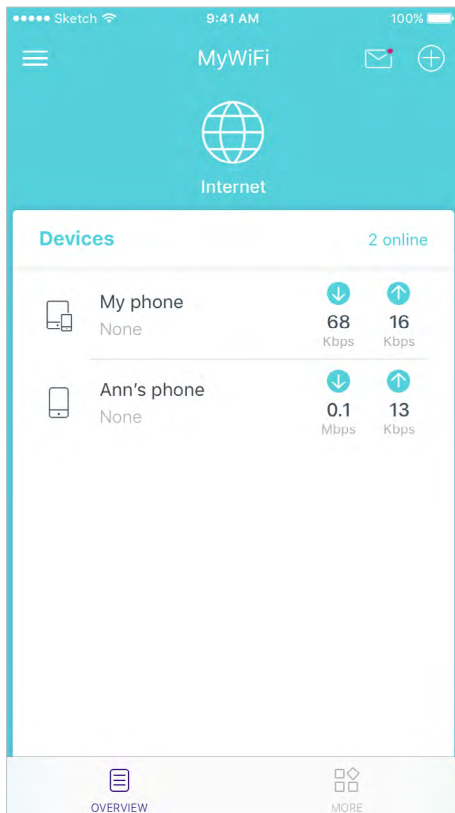 Sketch 9:41 AM 100%
MyWiFi
Internet
Devices 2 online
My phone
None
68 16
Kbps Kbps
Ann's phone
None
0.1 13
Mbps Kbps
OVERVIEW MORE